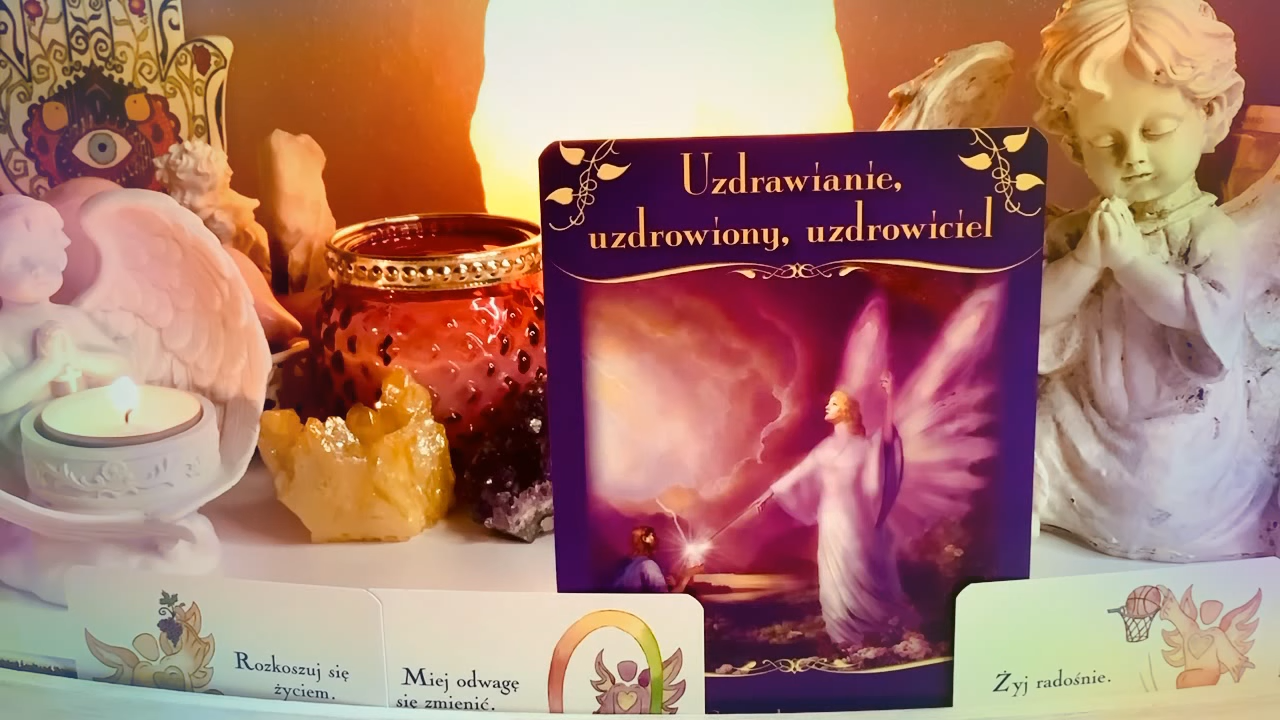 Uzdrawianie,
uzdrowiony, uzdrowiciel
Rozkoszuj się
życiem.
Miej odwagę
się zmienić.
Żyj radośnie.